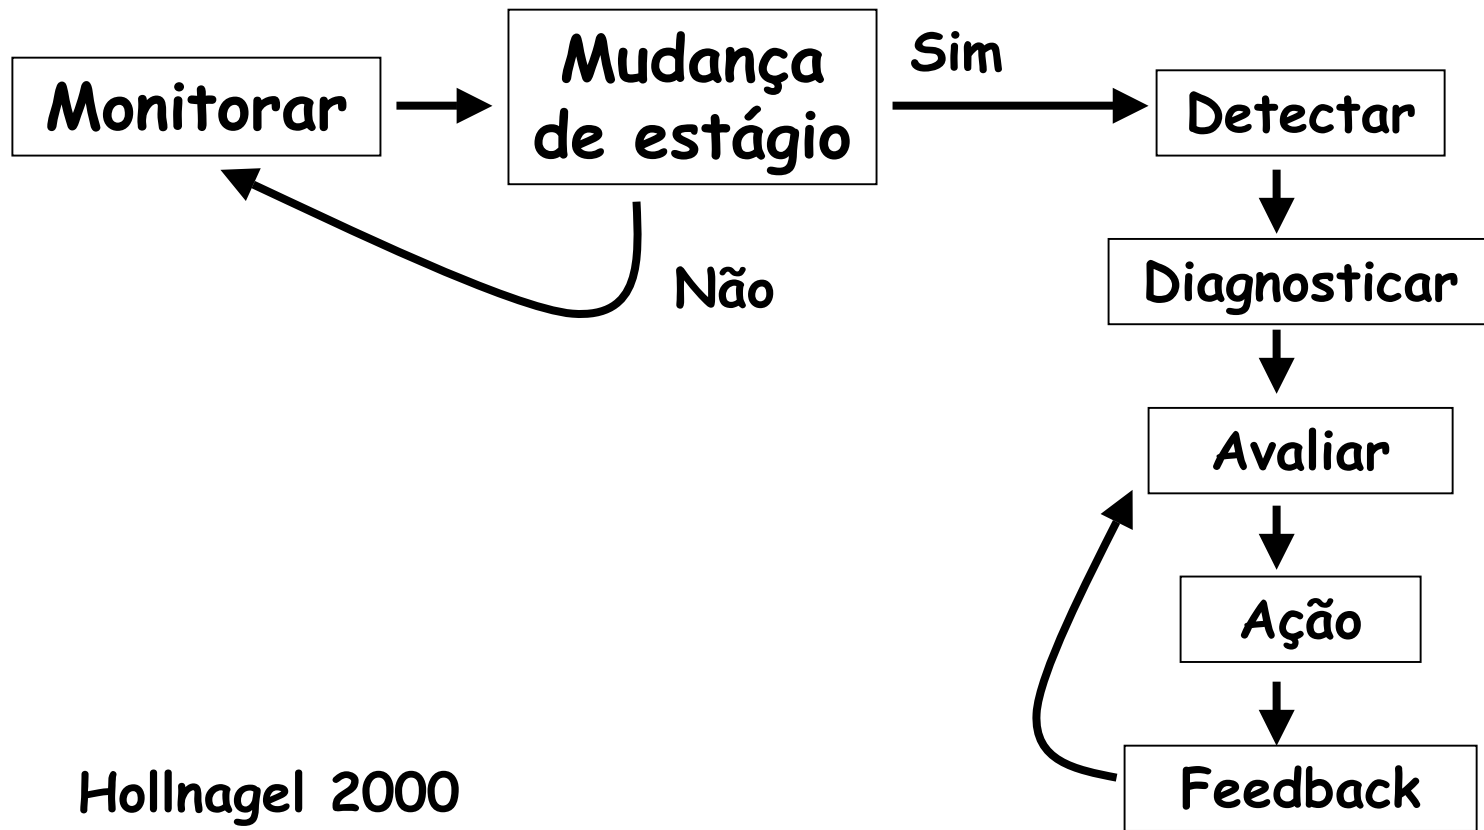 Monitorar
Mudança
de estágio
Sim
Detectar
Não
Diagnosticar
Avaliar
Ação
Feedback
Hollnagel 2000